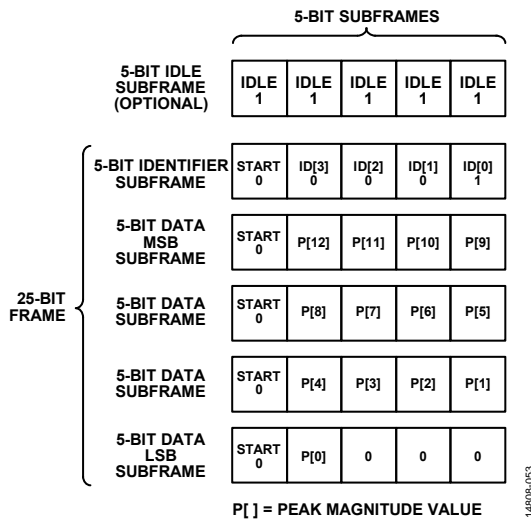 5-BIT SUBFRAMES
5-BIT IDLE
SUBFRAME
(OPTIONAL)
IDLE IDLE IDLE IDLE IDLE
1 1 1 1 1
5-BIT IDENTIFIER
SUBFRAME
START ID[3] ID[2] ID[1] ID[0]
0 0 0 0 1
5-BIT DATA
MSB
SUBFRAME
START P[12] P[11] P[10] P[9]
0
25-BIT
FRAME
5-BIT DATA
SUBFRAME
START P[8] P[7] P[6] P[5]
0
5-BIT DATA
SUBFRAME
START P[4] P[3] P[2] P[1]
0
5-BIT DATA
LSB
SUBFRAME
START P[0] 0 0 0
0
P[ ] = PEAK MAGNITUDE VALUE
14808-053